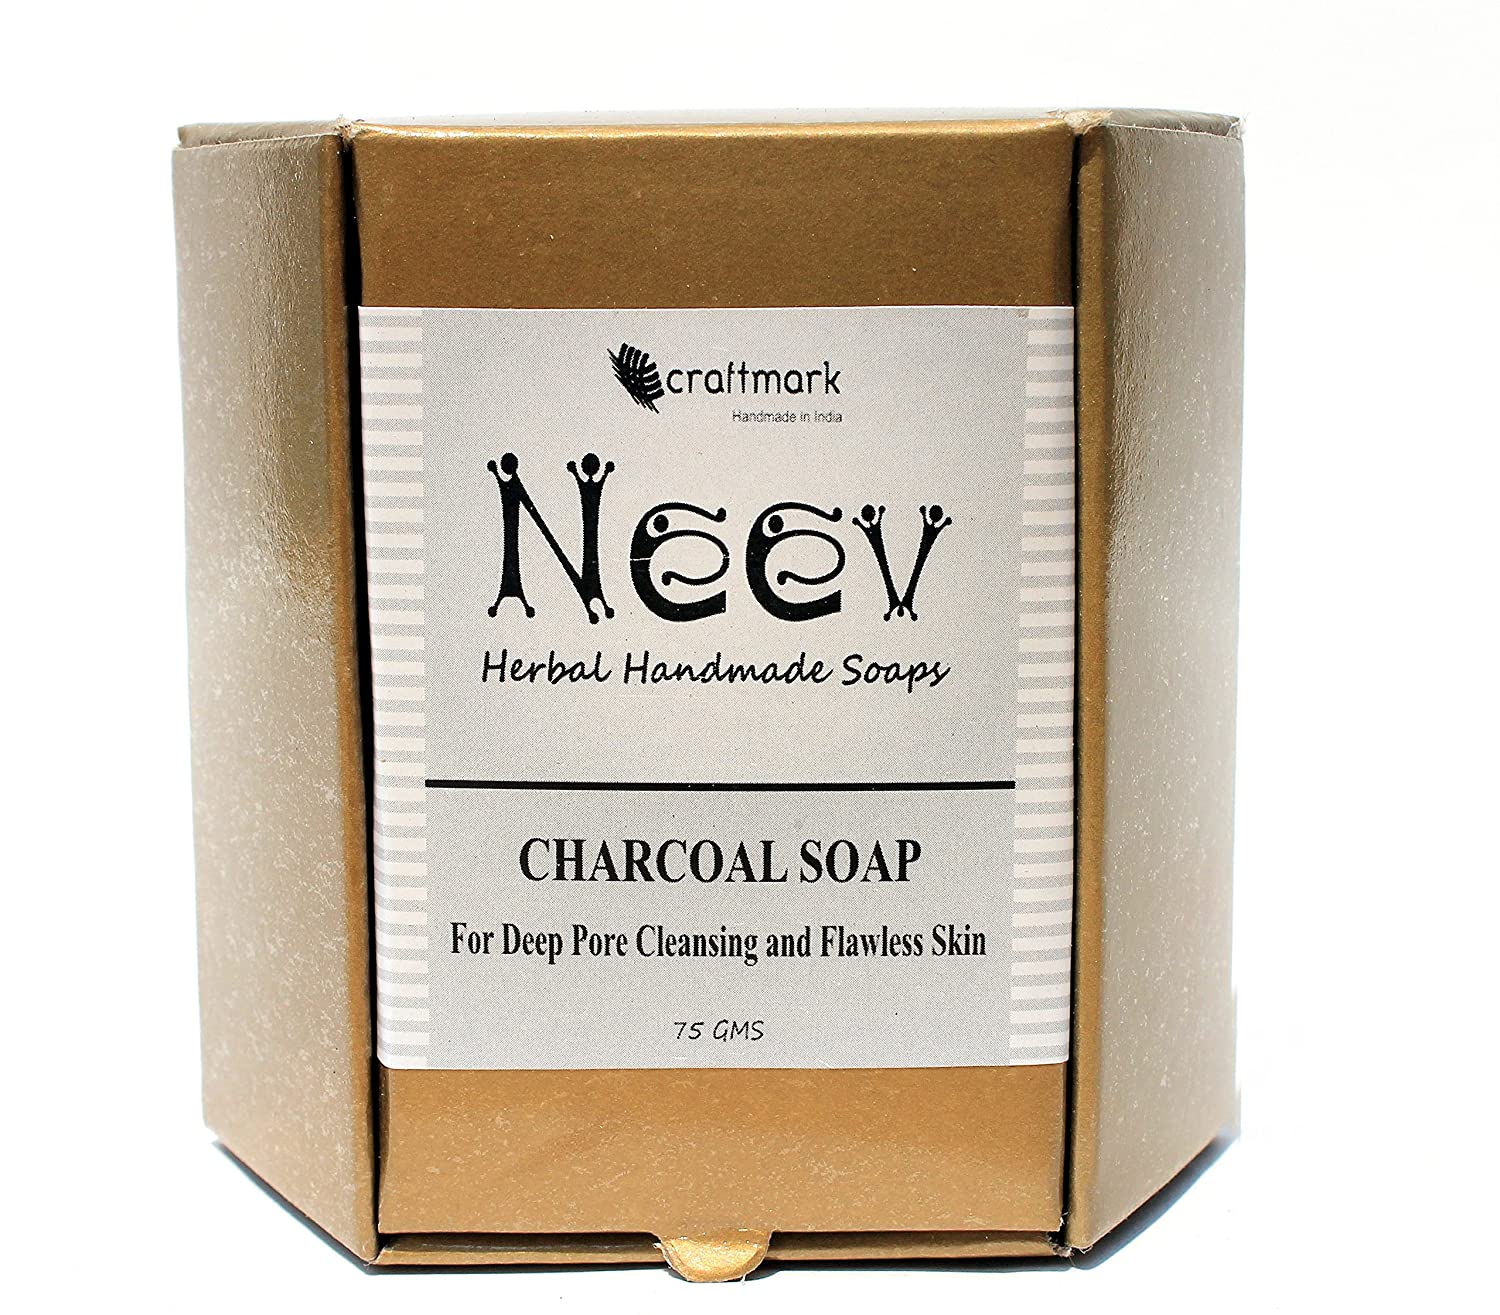 craftmark
Handmade in India
Neev
Herbal Handmade Soaps
CHARCOAL SOAP
For Deep Pore Cleansing and Flawless Skin
75 GMS